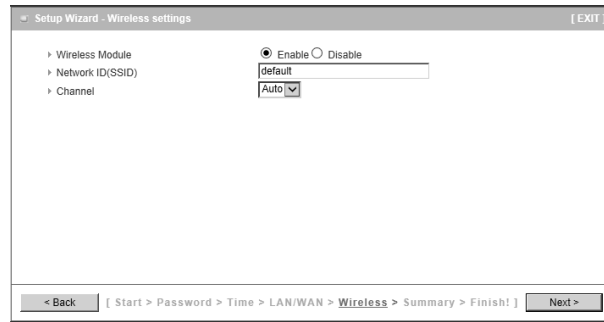 Setup Wizard - Wireless settings [ EXIT ]
Wireless Module Enable Disable
Network ID(SSID) default
Channel Auto
< Back [ Start > Password > Time > LAN/WAN > Wireless > Summary > Finish! ] Next >